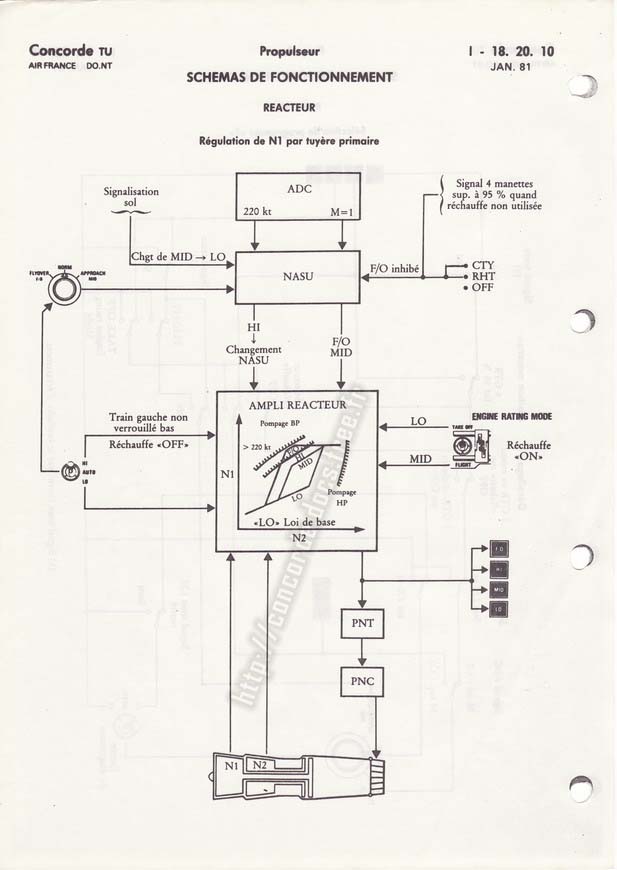 Concorde TU
AIR FRANCE DO.NT
Propulseur
I - 18. 20. 10
JAN. 81
SCHEMAS DE FONCTIONNEMENT
REACTEUR
Régulation de N1 par tuyère primaire
Signalisation
sol
ADC
220 kt M=1
Signal 4 manettes
sup. à 95 % quand
réchauffe non utilisée
Chgt de MID → LO
NASU
F/O inhibé
• CTY
• RHT
• OFF
NORM
FLYOVER
F-O
APPROACH
MID
HI
↓
Changement
NASU
F/O
MID
AMPLI REACTEUR
Pompage BP
> 220 kt
F/O
HI
MID
LO
N1
Pompage
HP
«LO» Loi de base
N2
Train gauche non
verrouillé bas
Réchauffe «OFF»
HI
AUTO
LO
LO
MID
ENGINE RATING MODE
TAKE OFF
FLIGHT
Réchauffe
«ON»
HI
MID
PNT
PNC
N1
N2
http://concordedocs.free.fr